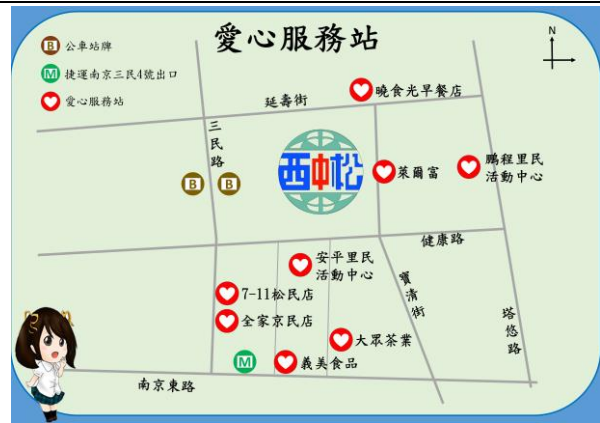 愛心服務站
B 公車站牌
M 捷運南京三民4號出口
愛心服務站
N
曉食光早餐店
延壽街
三民路
西中松
萊爾富
鵬程里民
活動中心
B B
健康路
安平里民
活動中心
寶清街
7-11松民店
全家京民店
塔悠路
大眾茶業
M
義美食品
南京東路